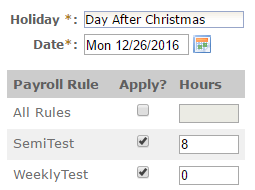 Holiday *: Day After Christmas
Date*: Mon 12/26/2016
Payroll Rule Apply? Hours
All Rules
SemiTest 8
WeeklyTest 0